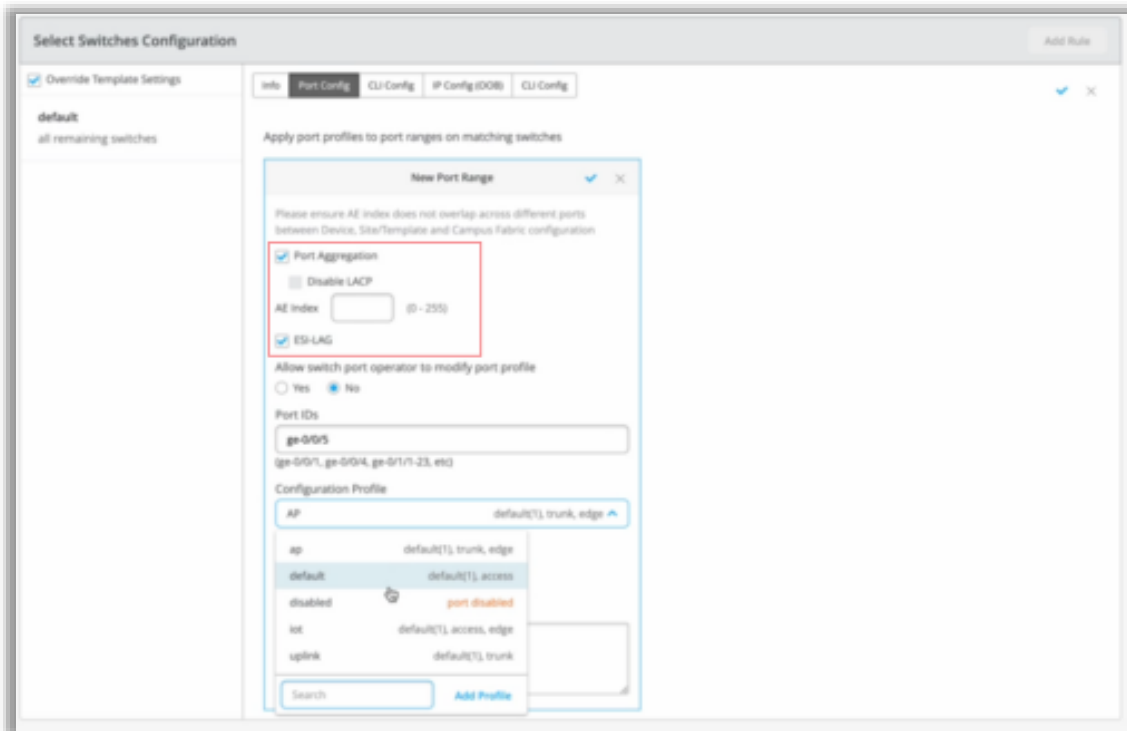 Select Switches Configuration
Add Rule
Override Template Settings
default
all remaining switches
Info Port Config CLI Config IP Config (OOB) CLI Config
Apply port profiles to port ranges on matching switches
New Port Range
Please ensure AE index does not overlap across different ports
between Device, Site/Template and Campus Fabric configuration
Port Aggregation
Disable LACP
AE Index (0 - 255)
ESI-LAG
Allow switch port operator to modify port profile
Yes No
Port IDs
ge-0/0/5
(ge-0/0/1, ge-0/0/4, ge-0/1/1-23, etc)
Configuration Profile
AP default(1), trunk, edge
ap default(1), trunk, edge
default default(1), access
disabled port disabled
iot default(1), access, edge
uplink default(1), trunk
Search Add Profile